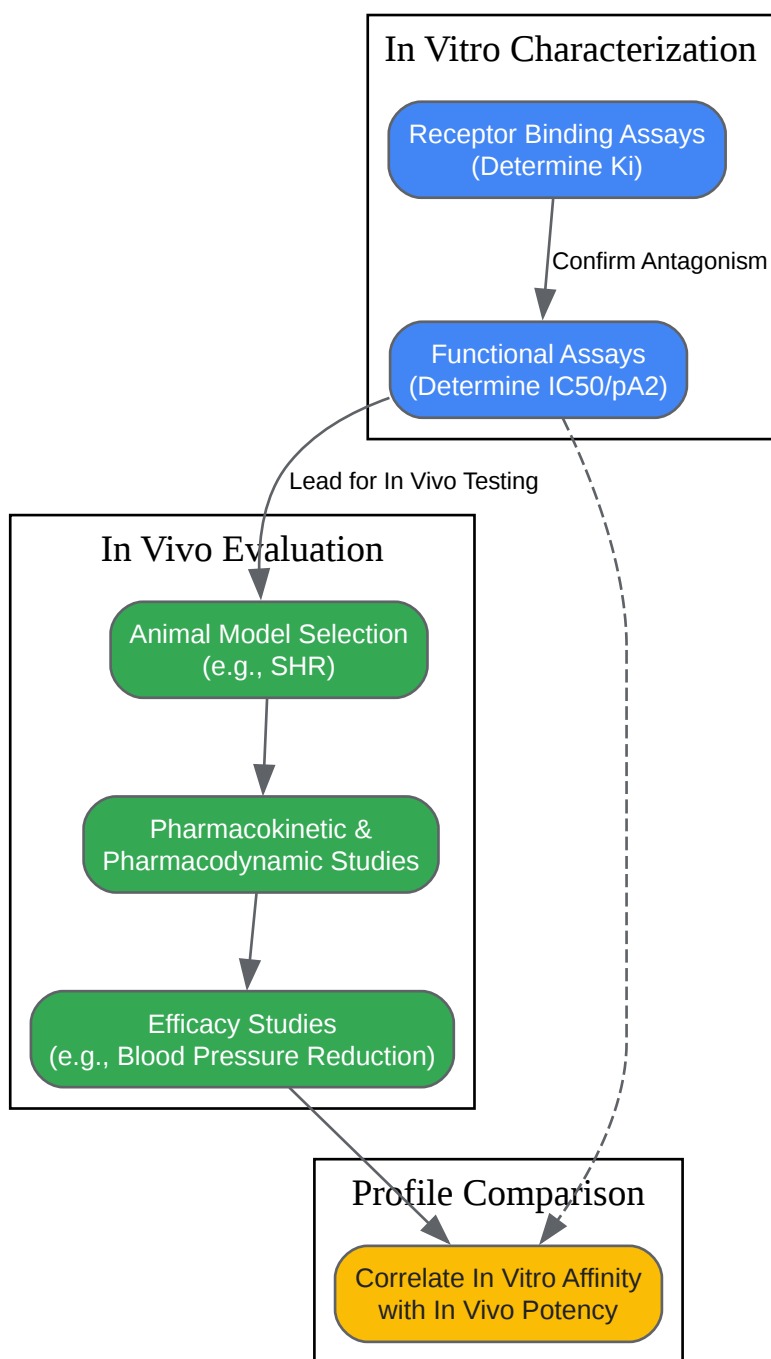 In Vitro Characterization
Receptor Binding Assays
(Determine Ki)
Confirm Antagonism
Functional Assays
(Determine IC50/pA2)
Lead for In Vivo Testing
In Vivo Evaluation
Animal Model Selection
(e.g., SHR)
Pharmacokinetic &
Pharmacodynamic Studies
Efficacy Studies
(e.g., Blood Pressure Reduction)
Profile Comparison
Correlate In Vitro Affinity
with In Vivo Potency